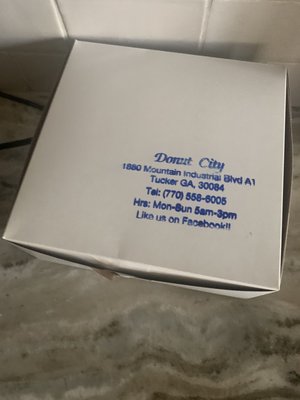 Donut City
1880 Mountain Industrial Blvd A1
Tucker GA, 30084
Tel: (770) 558-6005
Hrs: Mon-Sun 5am-3pm
Like us on Facebook!!